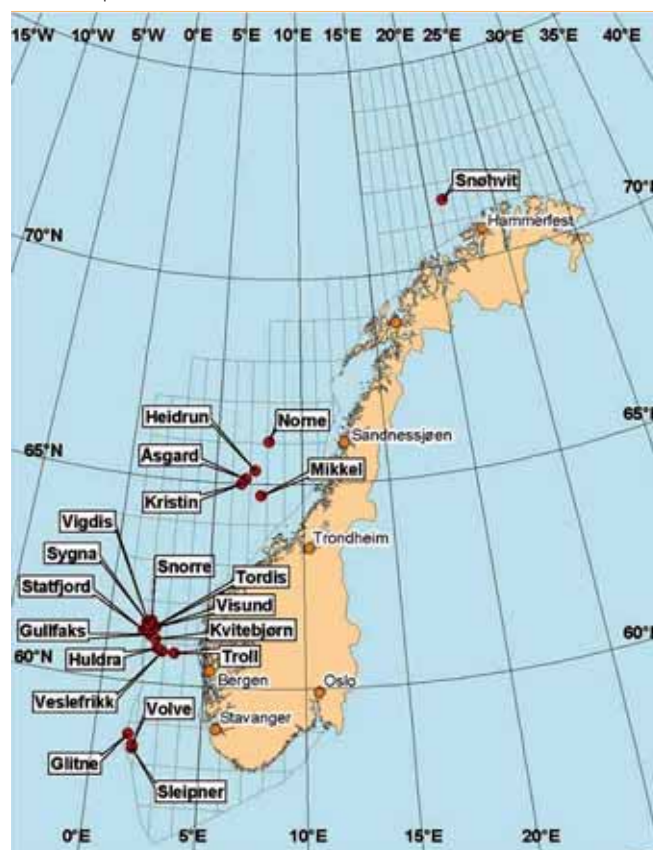 15°W 10°W 5°W 0°E 5°E 10°E 15°E 20°E 25°E 30°E 35°E 40°E
Snøhvit
70°N
Hammerfest
70°N
Heidrun
Norne
Sandnessjøen
65°N
65°N
Åsgard
Mikkel
Kristin
Vigdis
Trondheim
Sygna
Snorre
Statfjord
Tordis
Visund
Gullfaks
Kvitebjørn
60°N
Huldra
Troll
60°N
Bergen
Oslo
Veslefrikk
Volve
Stavanger
Glitne
Sleipner
0°E 5°E 10°E 15°E 20°E